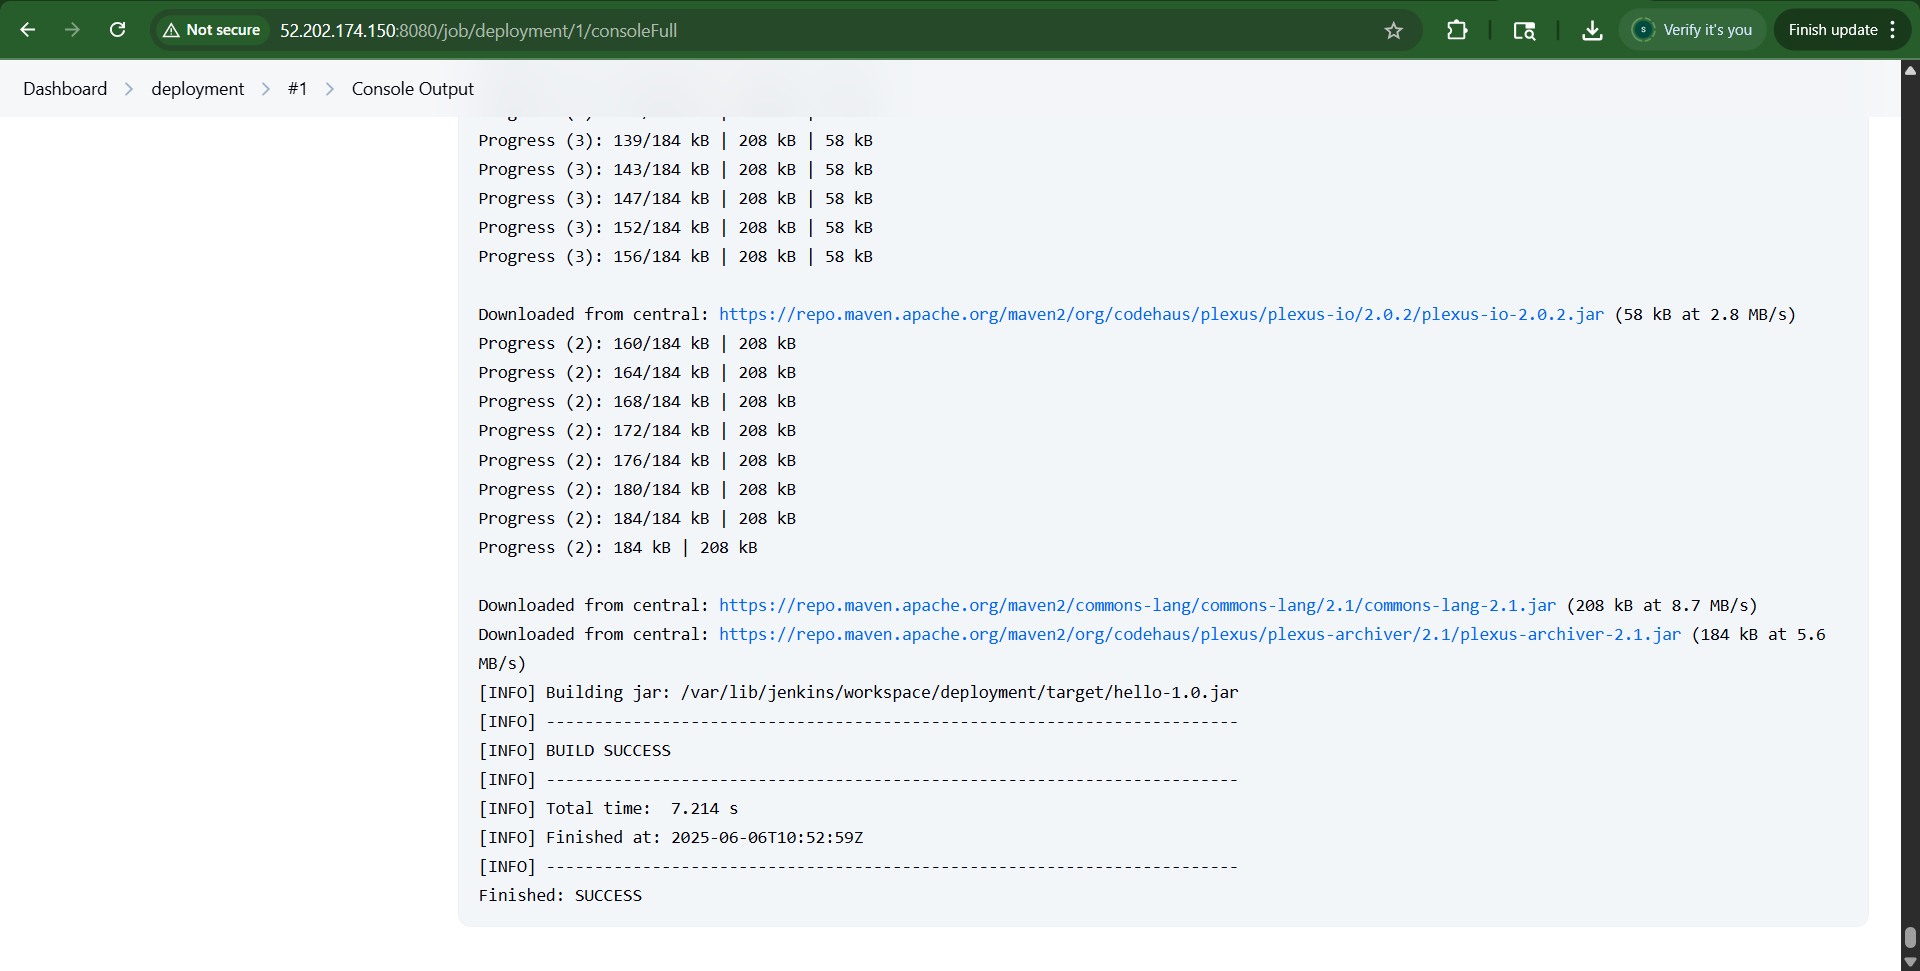 Not secure 52.202.174.150:8080/job/deployment/1/consoleFull Verify it's you Finish update
Dashboard deployment #1 Console Output
Progress (3): 139/184 kB | 208 kB | 58 kB
Progress (3): 143/184 kB | 208 kB | 58 kB
Progress (3): 147/184 kB | 208 kB | 58 kB
Progress (3): 152/184 kB | 208 kB | 58 kB
Progress (3): 156/184 kB | 208 kB | 58 kB
Downloaded from central: https://repo.maven.apache.org/maven2/org/codehaus/plexus/plexus-io/2.0.2/plexus-io-2.0.2.jar (58 kB at 2.8 MB/s)
Progress (2): 160/184 kB | 208 kB
Progress (2): 164/184 kB | 208 kB
Progress (2): 168/184 kB | 208 kB
Progress (2): 172/184 kB | 208 kB
Progress (2): 176/184 kB | 208 kB
Progress (2): 180/184 kB | 208 kB
Progress (2): 184/184 kB | 208 kB
Progress (2): 184 kB | 208 kB
Downloaded from central: https://repo.maven.apache.org/maven2/commons-lang/commons-lang/2.1/commons-lang-2.1.jar (208 kB at 8.7 MB/s)
Downloaded from central: https://repo.maven.apache.org/maven2/org/codehaus/plexus/plexus-archiver/2.1/plexus-archiver-2.1.jar (184 kB at 5.6
MB/s)
[INFO] Building jar: /var/lib/jenkins/workspace/deployment/target/hello-1.0.jar
[INFO] ------------------------------------------------------------------------
[INFO] BUILD SUCCESS
[INFO] ------------------------------------------------------------------------
[INFO] Total time:  7.214 s
[INFO] Finished at: 2025-06-06T10:52:59Z
[INFO] ------------------------------------------------------------------------
Finished: SUCCESS